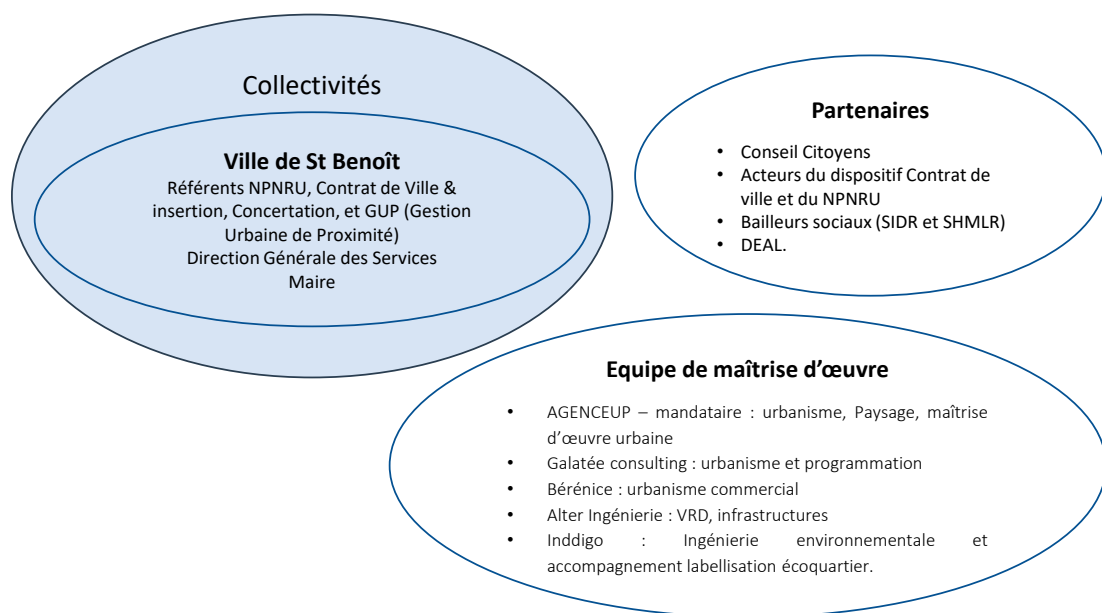 Collectivités
Ville de St Benoît
Référents NPNRU, Contrat de Ville &
insertion, Concertation, et GUP (Gestion
Urbaine de Proximité)
Direction Générale des Services
Maire
Partenaires
• Conseil Citoyens
• Acteurs du dispositif Contrat de
ville et du NPNRU
• Bailleurs sociaux (SIDR et SHMLR)
• DEAL.
Equipe de maîtrise d'œuvre
• AGENCEUP – mandataire : urbanisme, Paysage, maîtrise
d'œuvre urbaine
• Galatée consulting : urbanisme et programmation
• Bérénice : urbanisme commercial
• Alter Ingénierie : VRD, infrastructures
• Inddigo : Ingénierie environnementale et
accompagnement labellisation écoquartier.